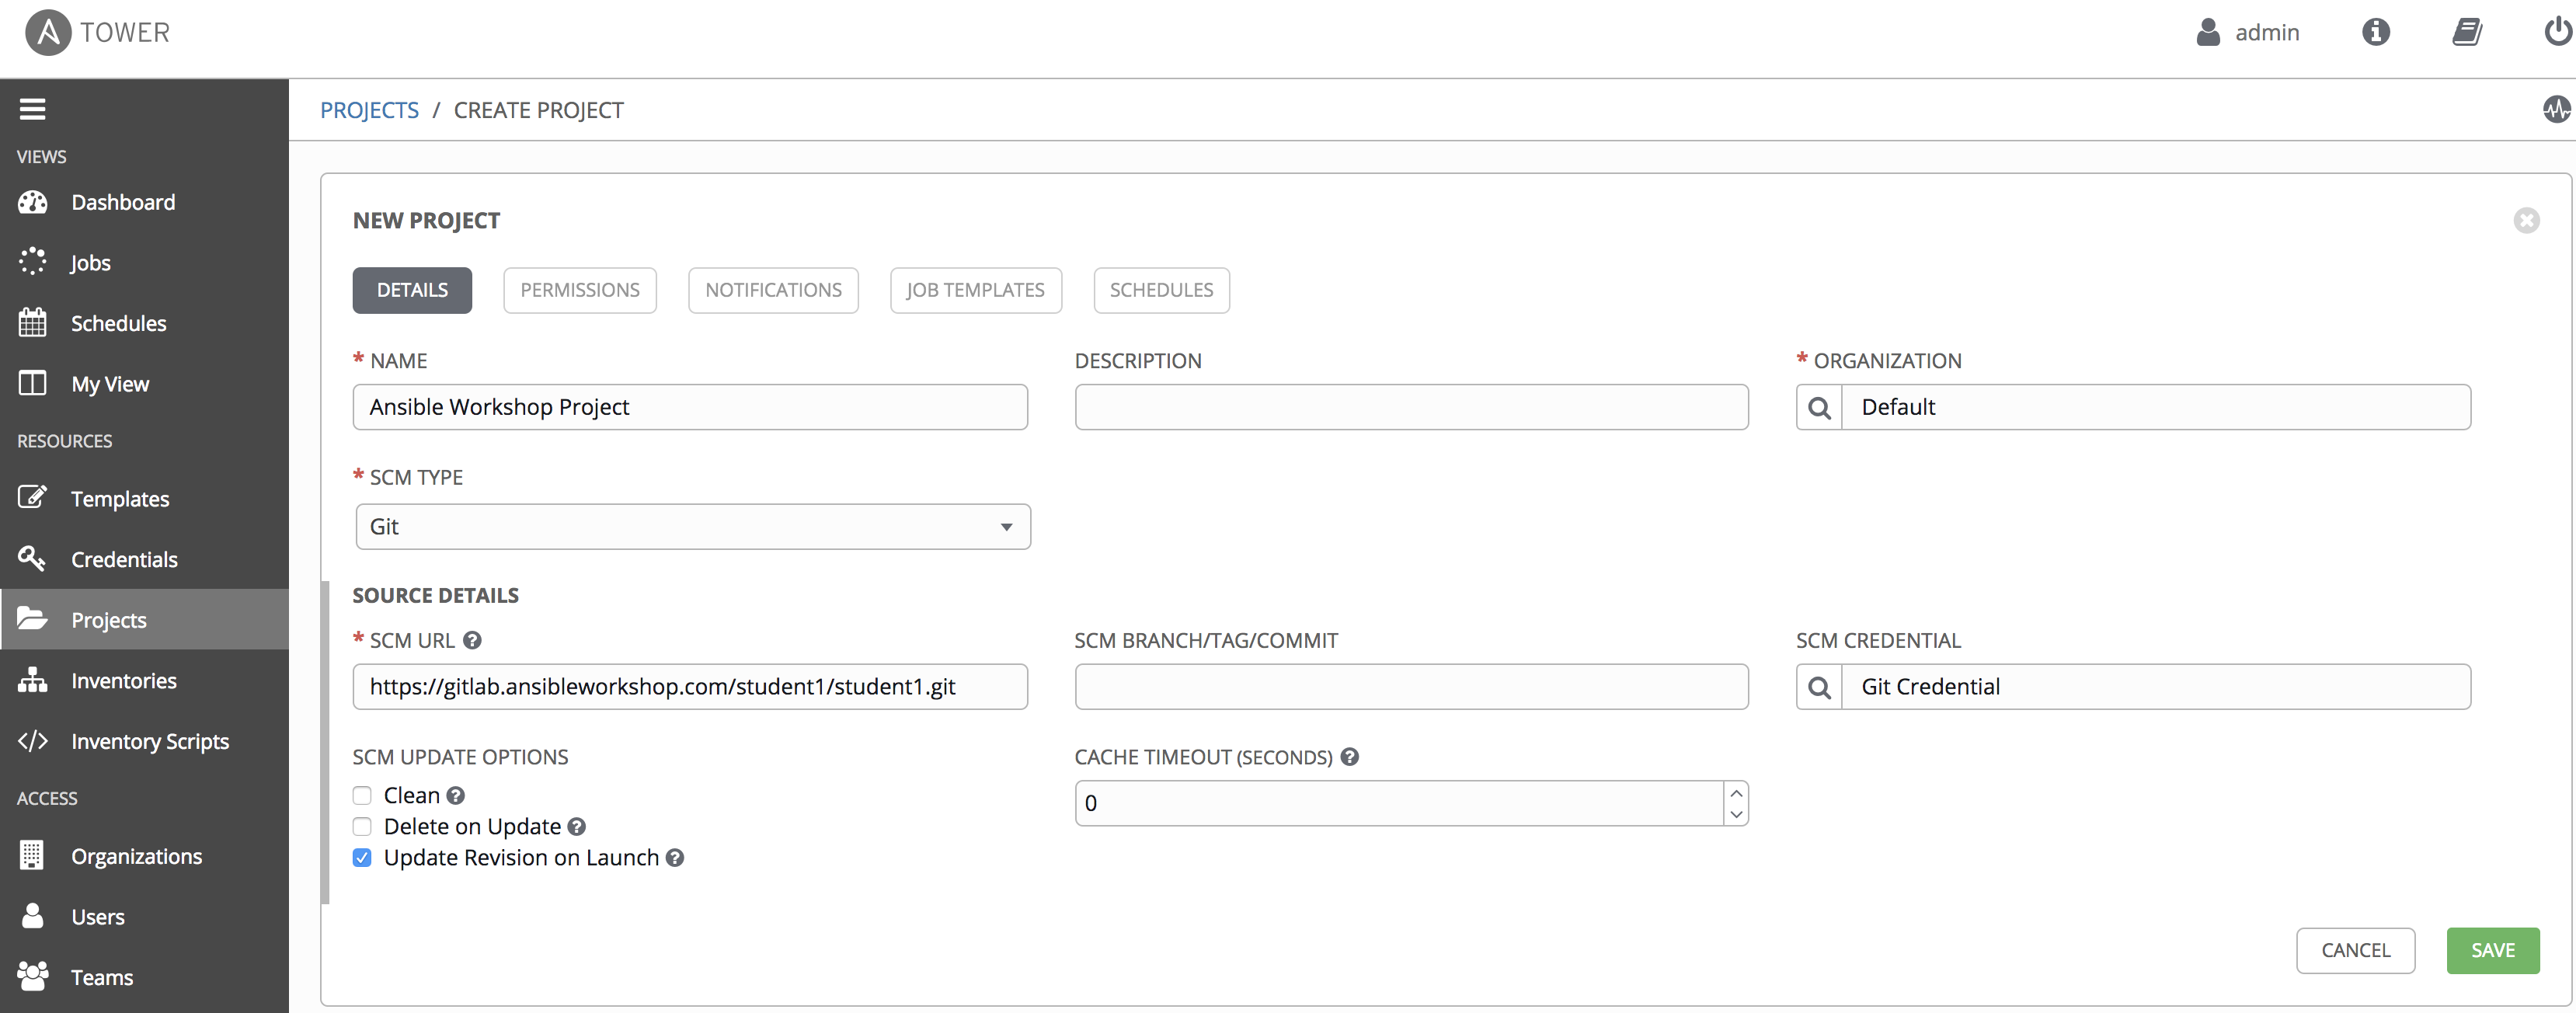 TOWER
admin
PROJECTS / CREATE PROJECT
VIEWS
Dashboard
Jobs
Schedules
My View
RESOURCES
Templates
Credentials
Projects
Inventories
Inventory Scripts
ACCESS
Organizations
Users
Teams
NEW PROJECT
DETAILS PERMISSIONS NOTIFICATIONS JOB TEMPLATES SCHEDULES
* NAME
Ansible Workshop Project
DESCRIPTION
* ORGANIZATION
Default
* SCM TYPE
Git
SOURCE DETAILS
* SCM URL
https://gitlab.ansibleworkshop.com/student1/student1.git
SCM BRANCH/TAG/COMMIT
SCM CREDENTIAL
Git Credential
SCM UPDATE OPTIONS
Clean
Delete on Update
Update Revision on Launch
CACHE TIMEOUT (SECONDS)
0
CANCEL SAVE